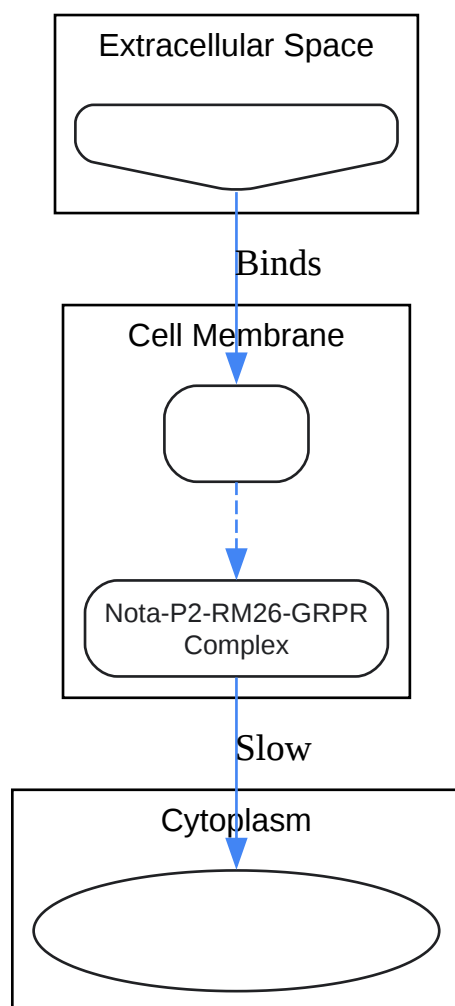 Extracellular Space
Binds
Cell Membrane
Nota-P2-RM26-GRPR
Complex
Slow
Cytoplasm